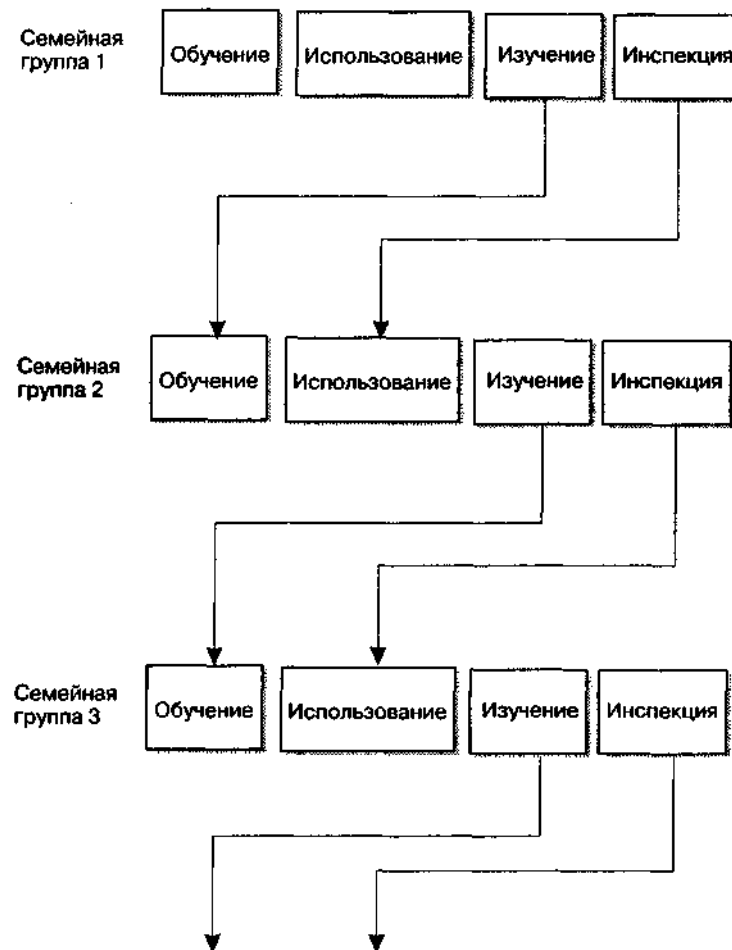 Семейная
группа 1
Обучение
Использование
Изучение
Инспекция
Семейная
группа 2
Обучение
Использование
Изучение
Инспекция
Семейная
группа 3
Обучение
Использование
Изучение
Инспекция